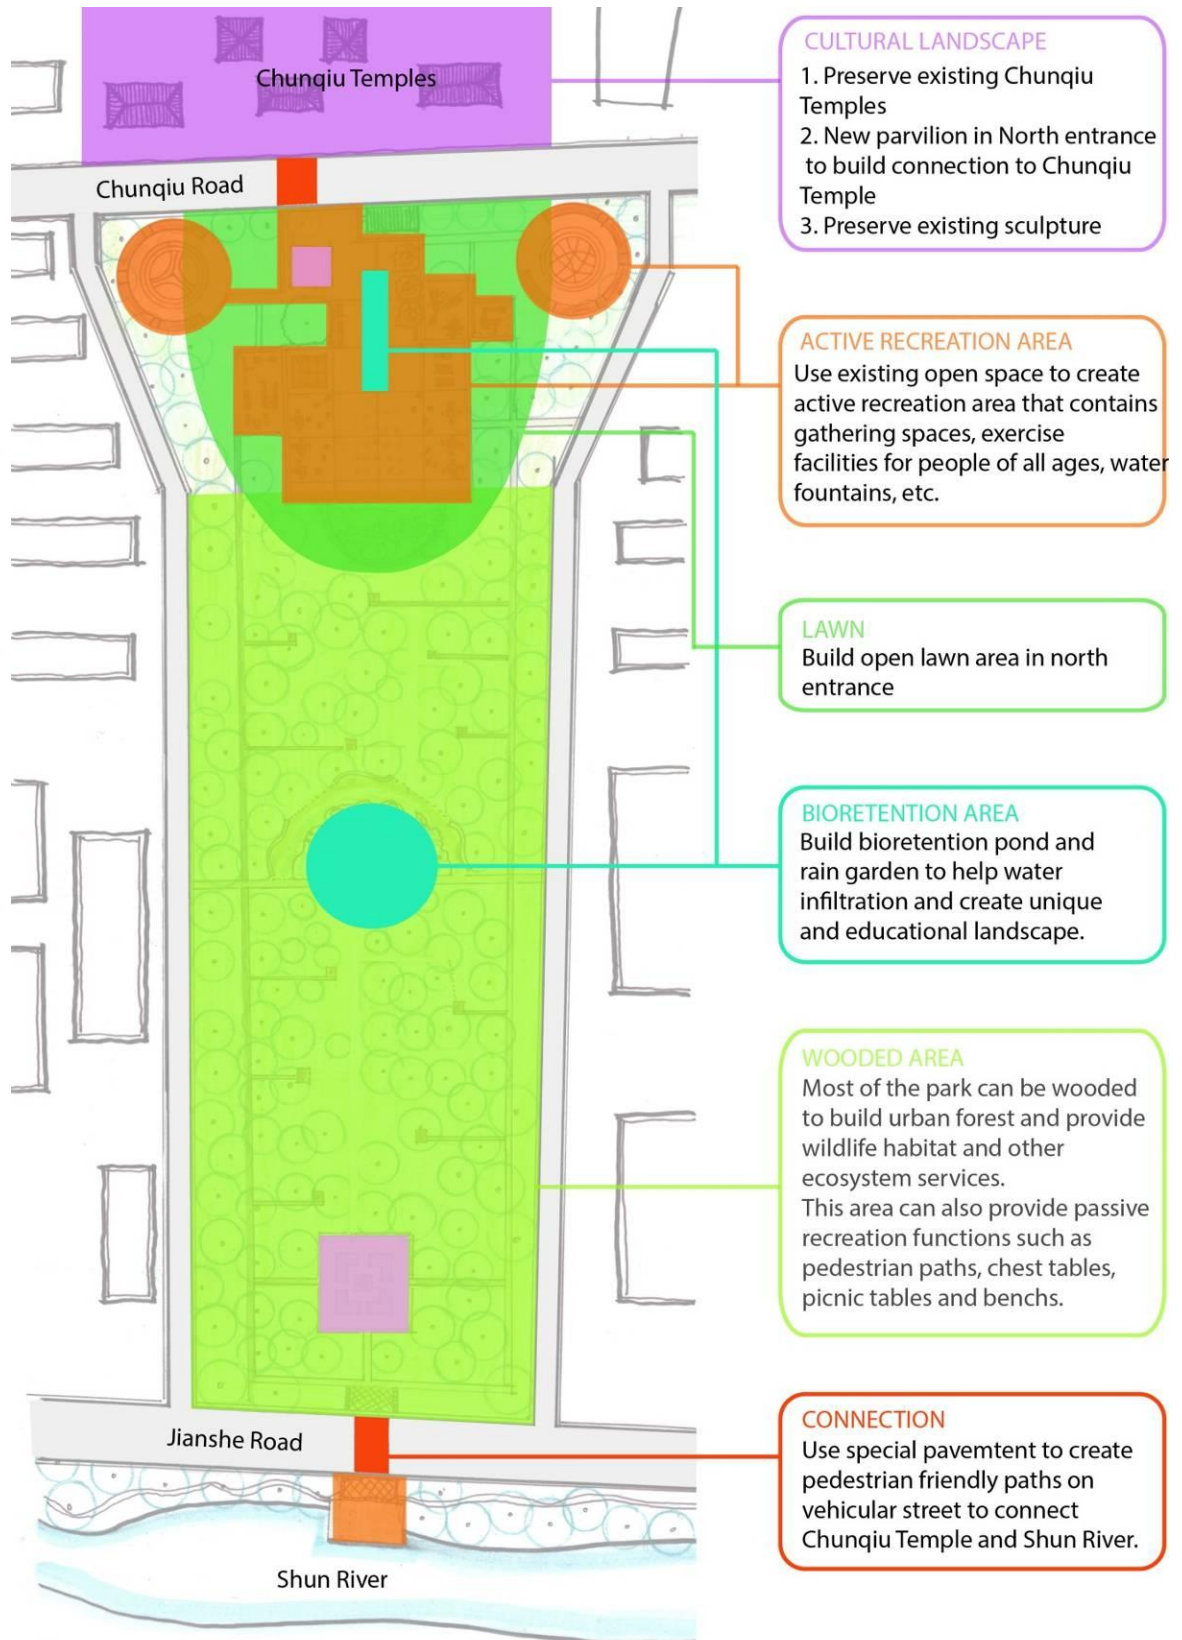 Chunqiu Temples
Chunqiu Road
CULTURAL LANDSCAPE
1. Preserve existing Chunqiu
Temples
2. New parvilion in North entrance
to build connection to Chunqiu
Temple
3. Preserve existing sculpture
ACTIVE RECREATION AREA
Use existing open space to create
active recreation area that contains
gathering spaces, exercise
facilities for people of all ages, water
fountains, etc.
LAWN
Build open lawn area in north
entrance
BIORETENTION AREA
Build bioretention pond and
rain garden to help water
infiltration and create unique
and educational landscape.
WOODED AREA
Most of the park can be wooded
to build urban forest and provide
wildlife habitat and other
ecosystem services.
This area can also provide passive
recreation functions such as
pedestrian paths, chest tables,
picnic tables and benchs.
CONNECTION
Use special pavemtent to create
pedestrian friendly paths on
vehicular street to connect
Chunqiu Temple and Shun River.
Jianshe Road
Shun River